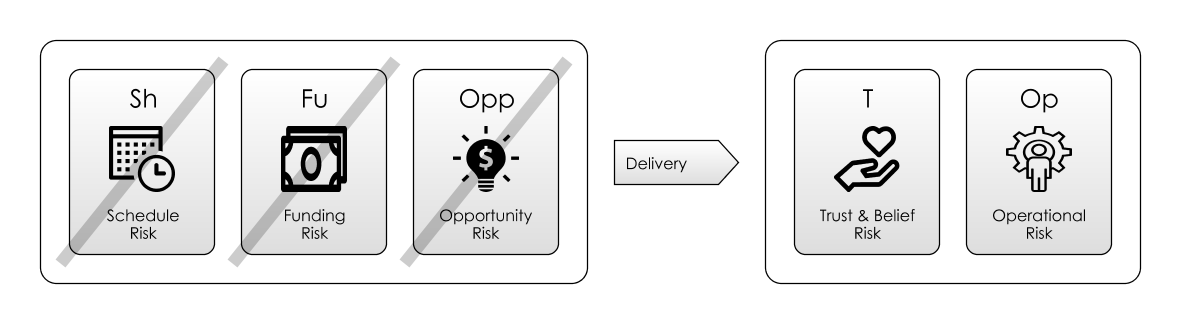 Sh
Schedule
Risk
Fu
Funding
Risk
Opp
$
Opportunity
Risk
Delivery
T
Trust & Belief
Risk
Op
Operational
Risk